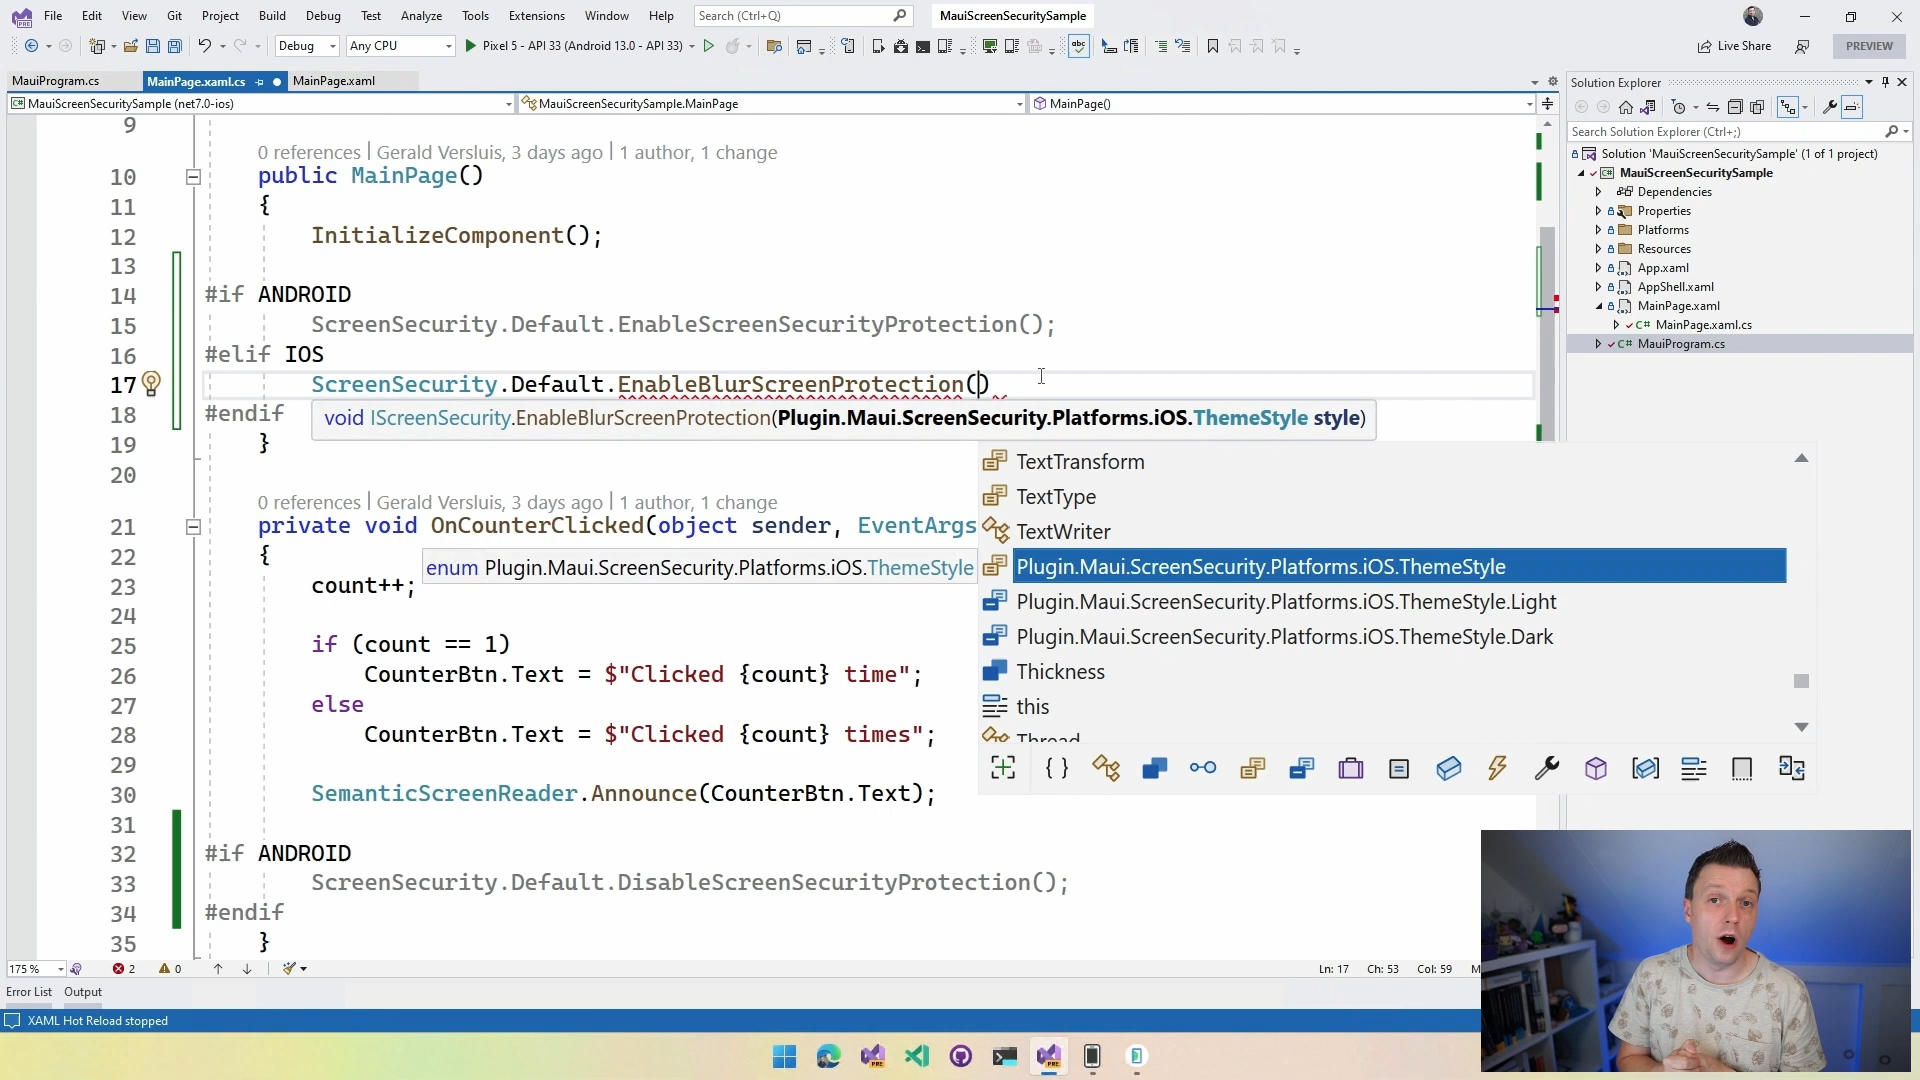 File Edit View Git Project Build Debug Test Analyze Tools Extensions Window Help Search (Ctrl+Q) MauiScreenSecuritySample
Debug Any CPU Pixel 5 - API 33 (Android 13.0 - API 33) Live Share PREVIEW
MauiProgram.cs MainPage.xaml.cs MainPage.xaml
MauiScreenSecuritySample (net7.0-ios) MauiScreenSecuritySample.MainPage MainPage()
9
0 references | Gerald Versluis, 3 days ago | 1 author, 1 change
10 public MainPage()
11 {
12 InitializeComponent();
13
14 #if ANDROID
15 ScreenSecurity.Default.EnableScreenSecurityProtection();
16 #elif IOS
17 ScreenSecurity.Default.EnableBlurScreenProtection()
18 #endif
void IScreenSecurity.EnableBlurScreenProtection(Plugin.Maui.ScreenSecurity.Platforms.iOS.ThemeStyle style)
19 }
20
0 references | Gerald Versluis, 3 days ago | 1 author, 1 change
21 private void OnCounterClicked(object sender, EventArgs
22 {
23 count++;
24
25 if (count == 1)
26 CounterBtn.Text = $"Clicked {count} time";
27 else
28 CounterBtn.Text = $"Clicked {count} times";
29
30 SemanticScreenReader.Announce(CounterBtn.Text);
31
32 #if ANDROID
33 ScreenSecurity.Default.DisableScreenSecurityProtection();
34 #endif
35 }
enum Plugin.Maui.ScreenSecurity.Platforms.iOS.ThemeStyle
TextTransform
TextType
TextWriter
Plugin.Maui.ScreenSecurity.Platforms.iOS.ThemeStyle
Plugin.Maui.ScreenSecurity.Platforms.iOS.ThemeStyle.Light
Plugin.Maui.ScreenSecurity.Platforms.iOS.ThemeStyle.Dark
Thickness
this
Thread
Solution Explorer
Search Solution Explorer (Ctrl+;)
Solution 'MauiScreenSecuritySample' (1 of 1 project)
MauiScreenSecuritySample
Dependencies
Properties
Platforms
Resources
App.xaml
AppShell.xaml
MainPage.xaml
C# MainPage.xaml.cs
C# MauiProgram.cs
175 % 2 0 Ln: 17 Ch: 53 Col: 59
Error List Output
XAML Hot Reload stopped